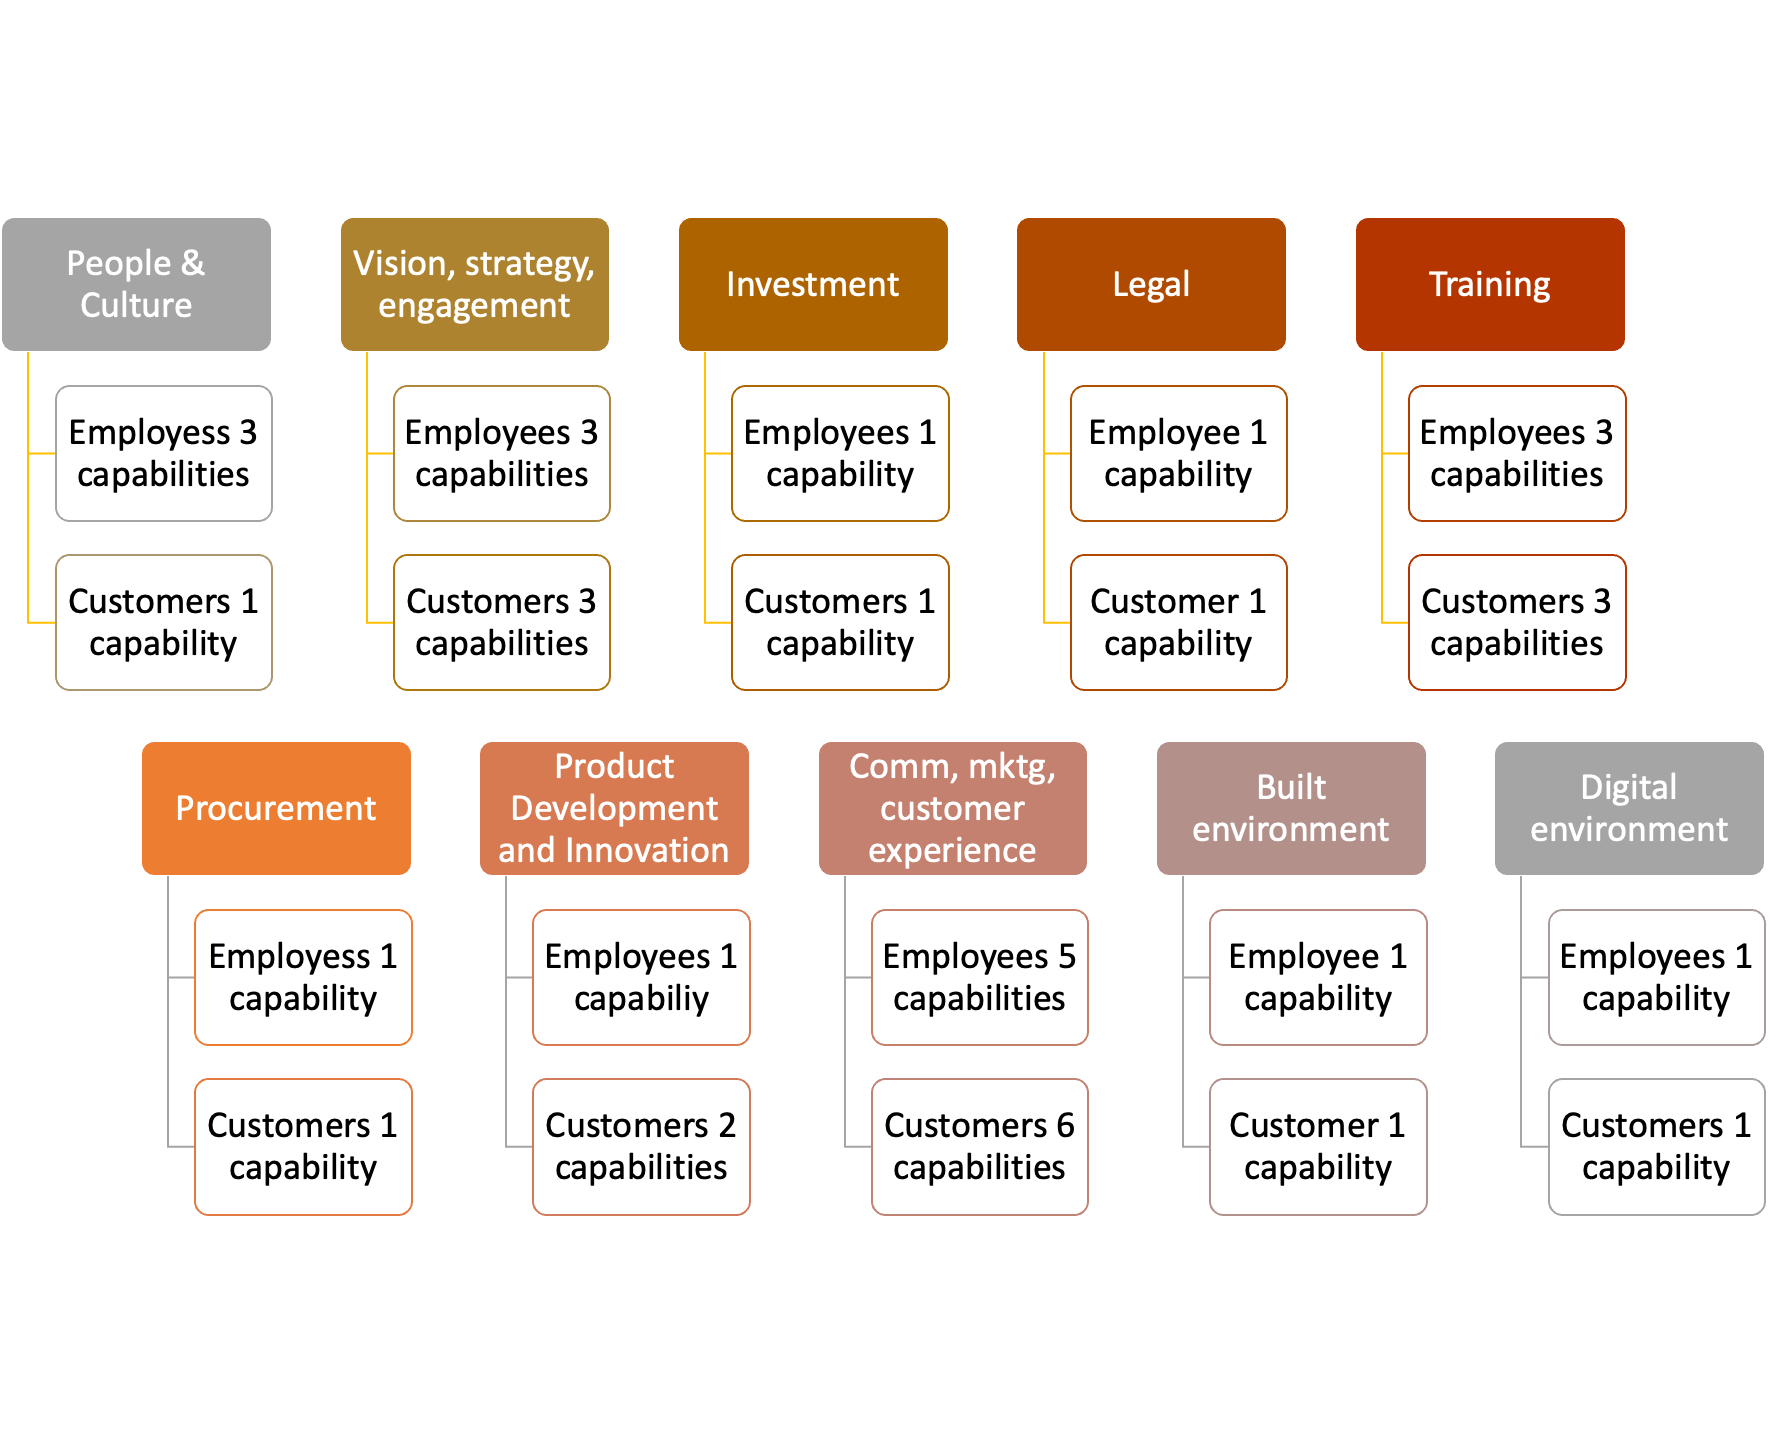 People &
Culture
Employess 3
capabilities
Customers 1
capability
Vision, strategy,
engagement
Employees 3
capabilities
Customers 3
capabilities
Investment
Employees 1
capability
Customers 1
capability
Legal
Employee 1
capability
Customer 1
capability
Training
Employees 3
capabilities
Customers 3
capabilities
Procurement
Employess 1
capability
Customers 1
capability
Product
Development
and Innovation
Employees 1
capabiliy
Customers 2
capabilities
Comm, mktg,
customer
experience
Employees 5
capabilities
Customers 6
capabilities
Built
environment
Employee 1
capability
Customer 1
capability
Digital
environment
Employees 1
capability
Customers 1
capability